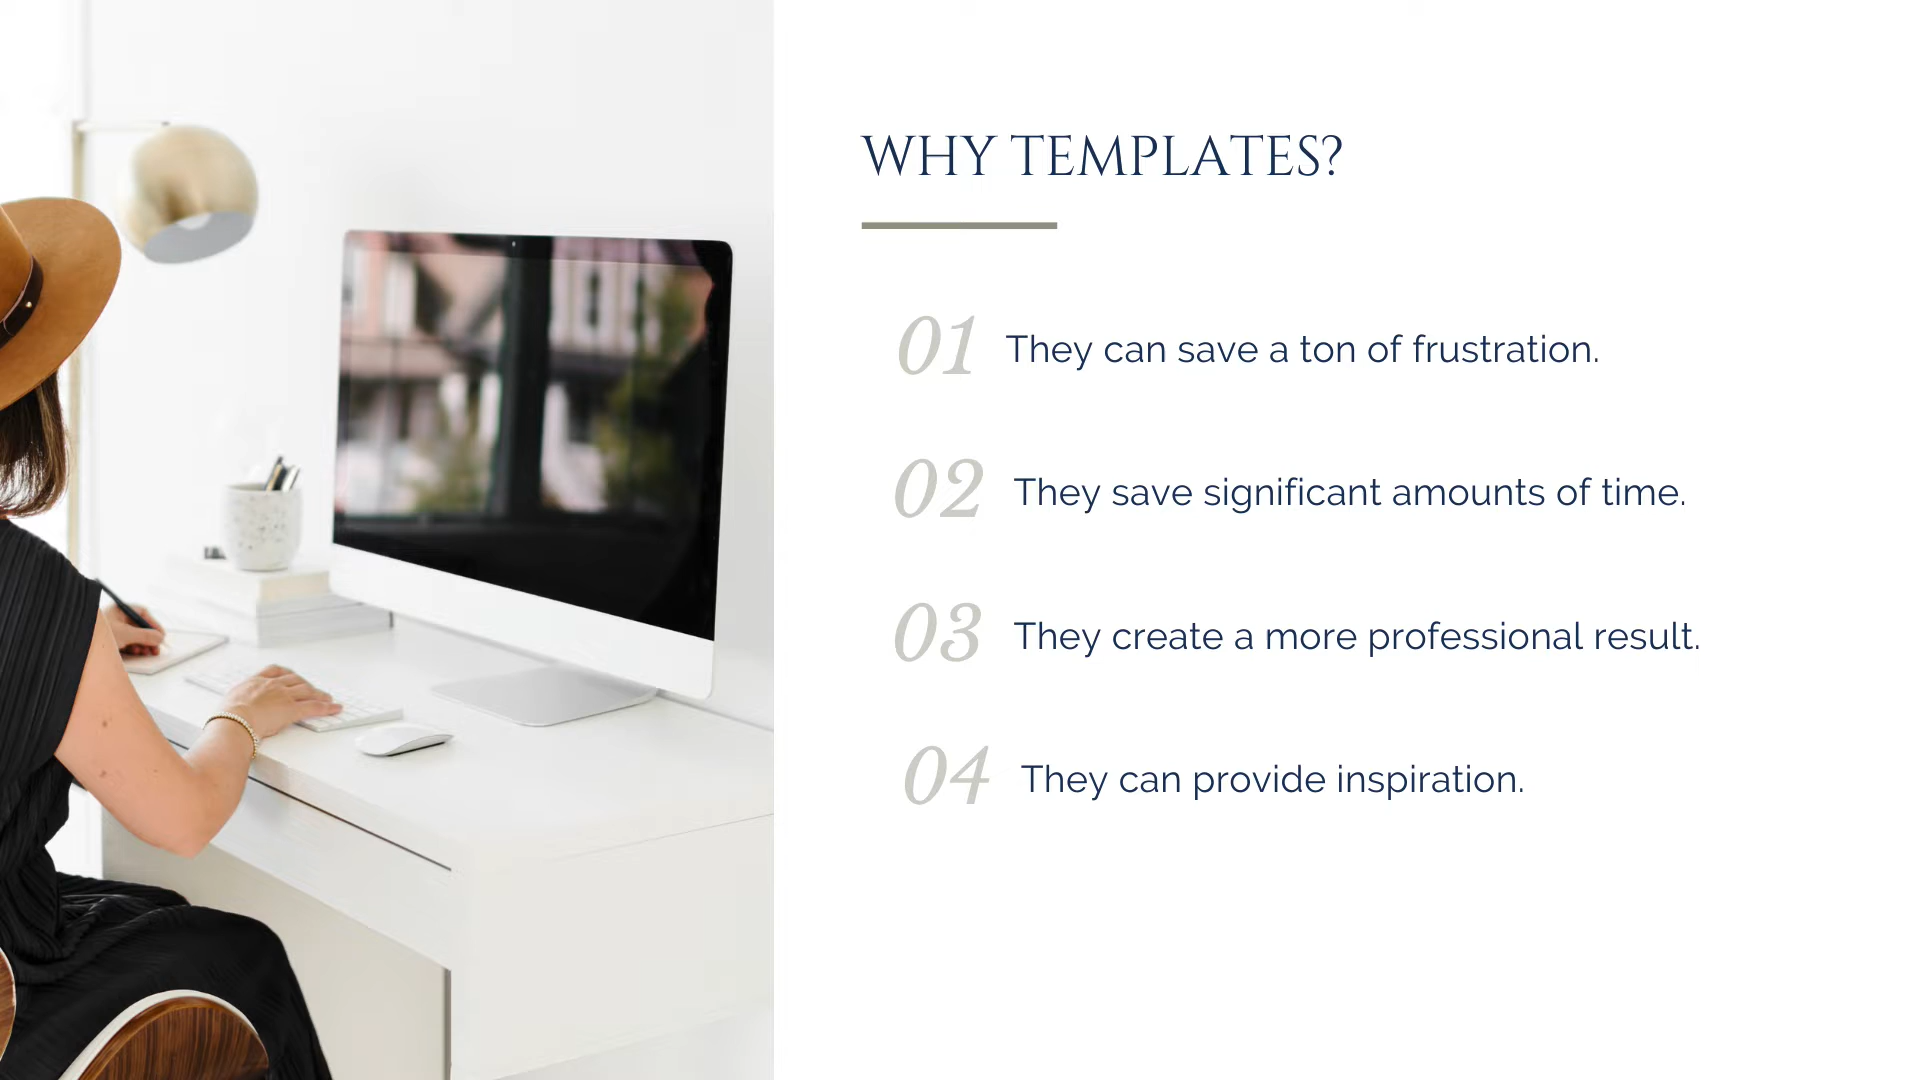 WHY TEMPLATES?
01 They can save a ton of frustration.
02 They save significant amounts of time.
03 They create a more professional result.
04 They can provide inspiration.